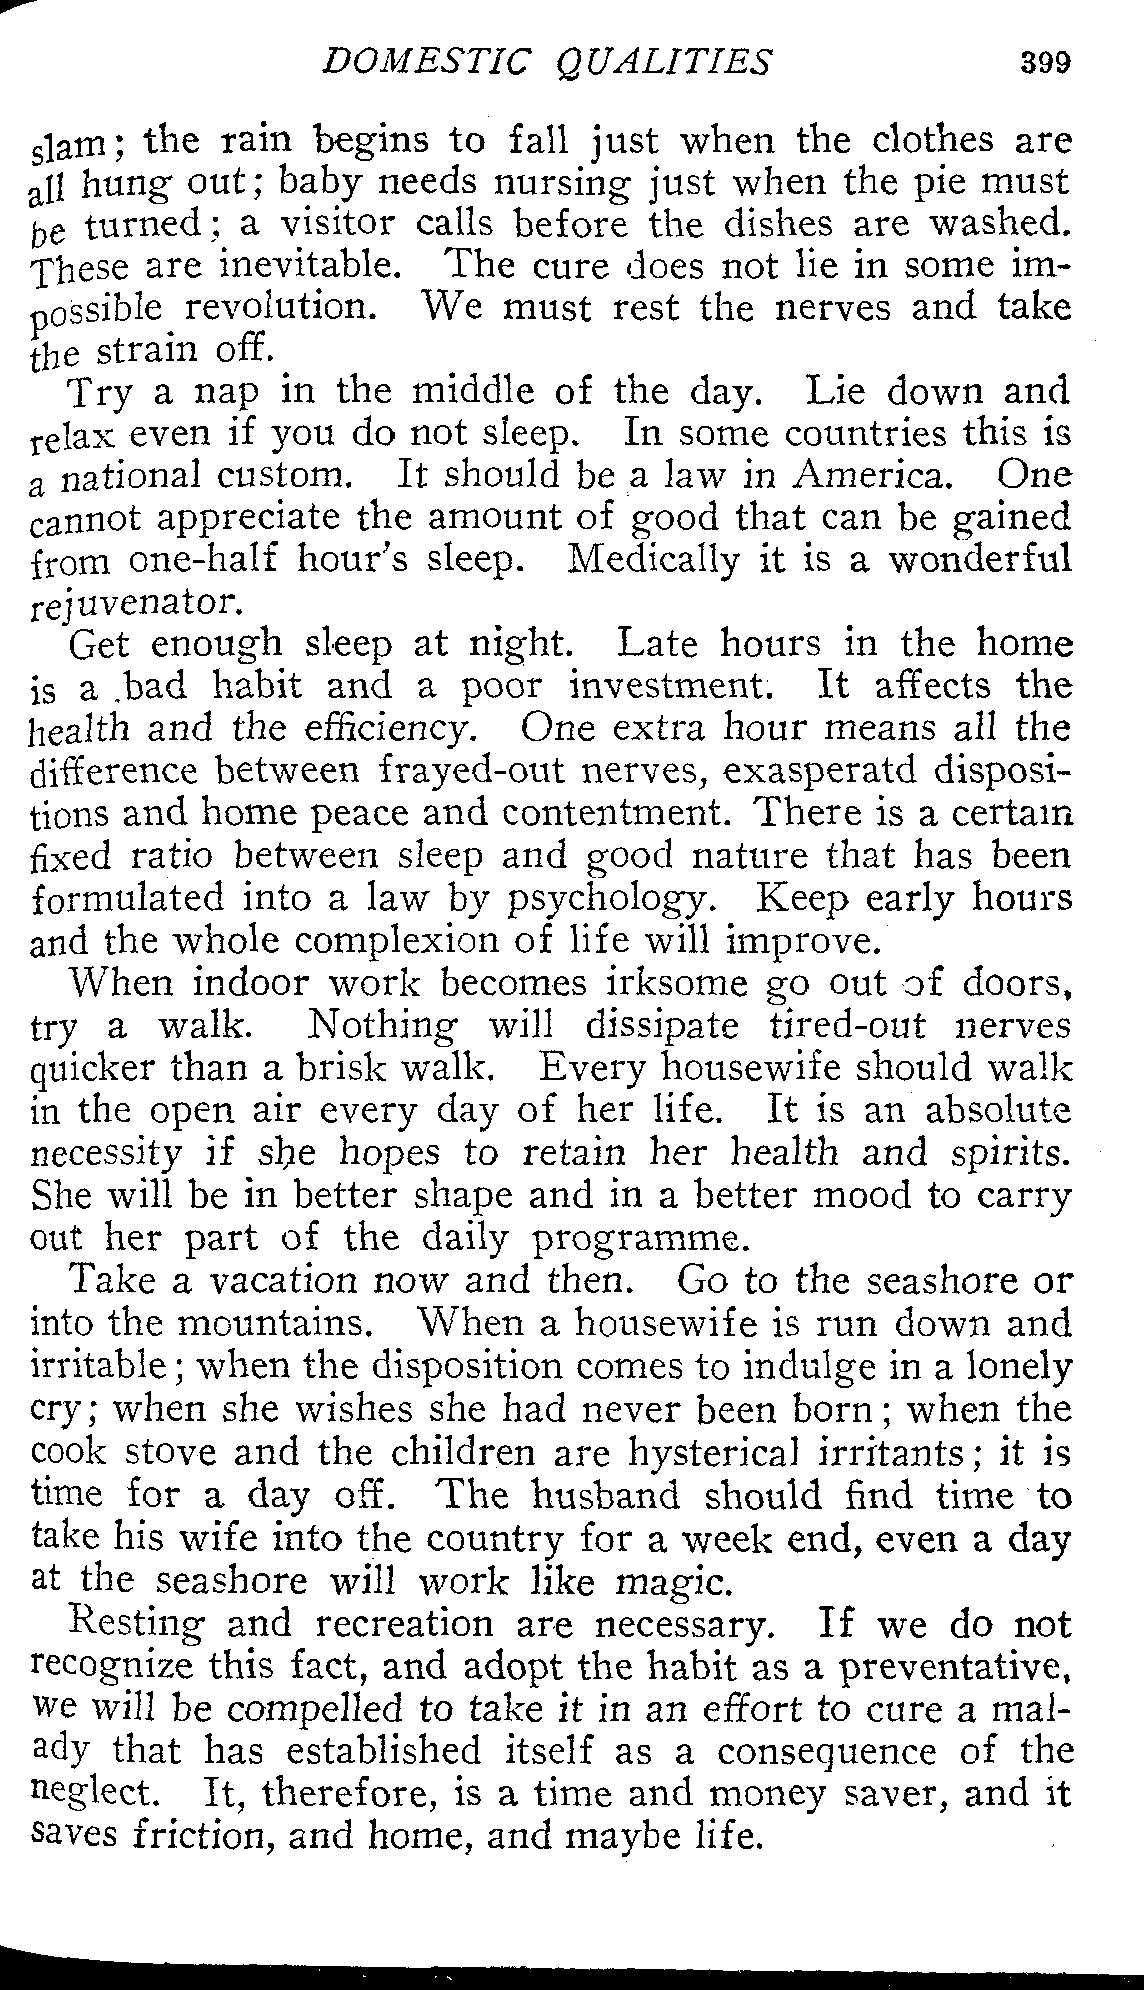 DOMESTIC QUALITIES 399
slam; the rain begins to fall just when the clothes are
all hung out; baby needs nursing just when the pie must
be turned; a visitor calls before the dishes are washed.
These are inevitable. The cure does not lie in some im-
possible revolution. We must rest the nerves and take
the strain off.
Try a nap in the middle of the day. Lie down and
relax even if you do not sleep. In some countries this is
a national custom. It should be a law in America. One
cannot appreciate the amount of good that can be gained
from one-half hour's sleep. Medically it is a wonderful
rejuvenator.
Get enough sleep at night. Late hours in the home
is a bad habit and a poor investment. It affects the
health and the efficiency. One extra hour means all the
difference between frayed-out nerves, exasperatd disposi-
tions and home peace and contentment. There is a certain
fixed ratio between sleep and good nature that has been
formulated into a law by psychology. Keep early hours
and the whole complexion of life will improve.
When indoor work becomes irksome go out of doors,
try a walk. Nothing will dissipate tired-out nerves
quicker than a brisk walk. Every housewife should walk
in the open air every day of her life. It is an absolute
necessity if she hopes to retain her health and spirits.
She will be in better shape and in a better mood to carry
out her part of the daily programme.
Take a vacation now and then. Go to the seashore or
into the mountains. When a housewife is run down and
irritable; when the disposition comes to indulge in a lonely
cry; when she wishes she had never been born; when the
cook stove and the children are hysterical irritants; it is
time for a day off. The husband should find time to
take his wife into the country for a week end, even a day
at the seashore will work like magic.
Resting and recreation are necessary. If we do not
recognize this fact, and adopt the habit as a preventative,
we will be compelled to take it in an effort to cure a mal-
ady that has established itself as a consequence of the
neglect. It, therefore, is a time and money saver, and it
saves friction, and home, and maybe life.